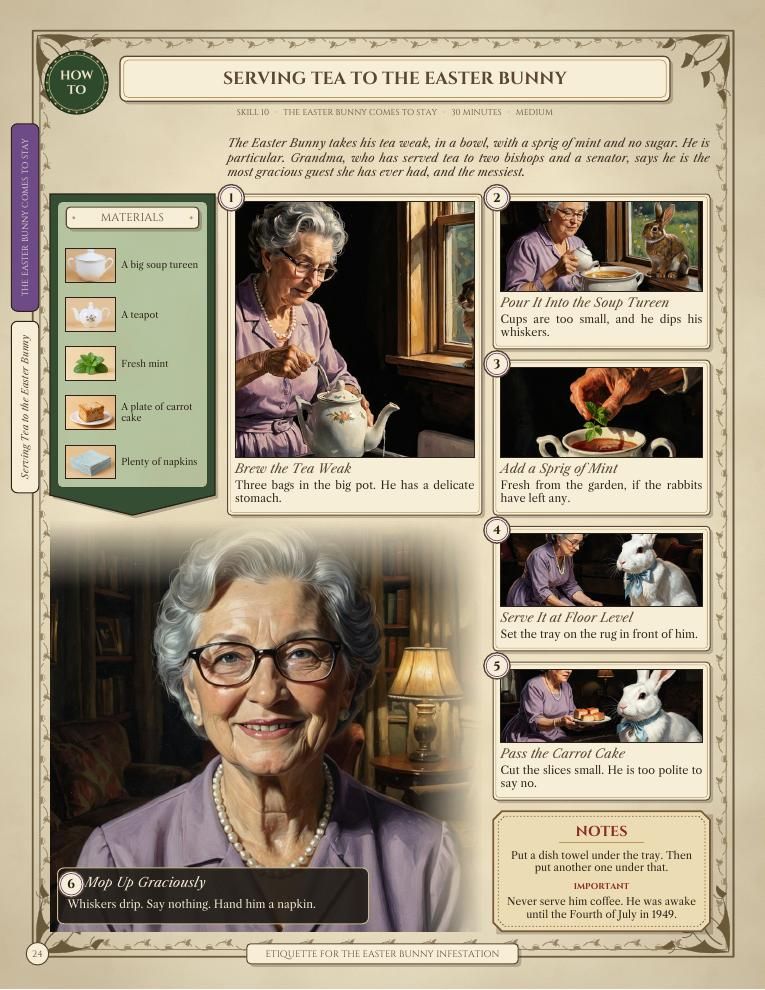 HOW
TO
SERVING TEA TO THE EASTER BUNNY
SKILL 10 · THE EASTER BUNNY COMES TO STAY · 30 MINUTES · MEDIUM
The Easter Bunny takes his tea weak, in a bowl, with a sprig of mint and no sugar. He is
particular. Grandma, who has served tea to two bishops and a senator, says he is the
most gracious guest she has ever had, and the messiest.
THE EASTER BUNNY COMES TO STAY
Serving Tea to the Easter Bunny
MATERIALS
A big soup tureen
A teapot
Fresh mint
A plate of carrot
cake
Plenty of napkins
1
Brew the Tea Weak
Three bags in the big pot. He has a delicate
stomach.
2
Pour It Into the Soup Tureen
Cups are too small, and he dips his
whiskers.
3
Add a Sprig of Mint
Fresh from the garden, if the rabbits
have left any.
4
Serve It at Floor Level
Set the tray on the rug in front of him.
5
Pass the Carrot Cake
Cut the slices small. He is too polite to
say no.
6
Mop Up Graciously
Whiskers drip. Say nothing. Hand him a napkin.
NOTES
Put a dish towel under the tray. Then
put another one under that.
IMPORTANT
Never serve him coffee. He was awake
until the Fourth of July in 1949.
24
ETIQUETTE FOR THE EASTER BUNNY INFESTATION